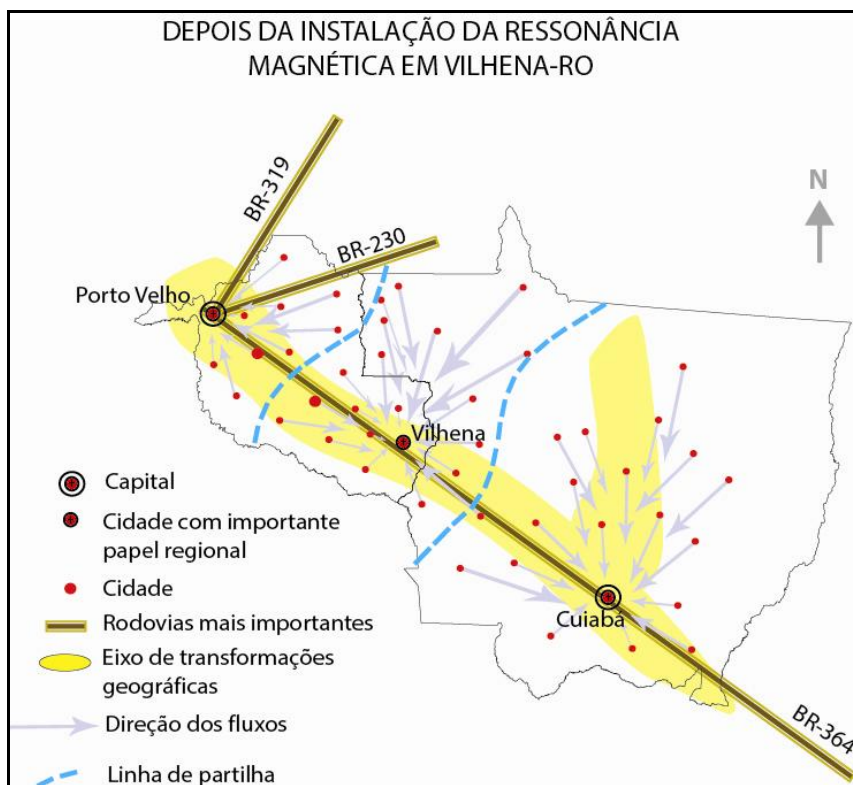 DEPOIS DA INSTALAÇÃO DA RESSONÂNCIA
MAGNÉTICA EM VILHENA-RO
BR-319
N
BR-230
Porto Velho
Vilhena
Capital
Cidade com importante
papel regional
Cidade
Cuiabá
Rodovias mais importantes
Eixo de transformações
geográficas
Direção dos fluxos
BR-364
Linha de partilha